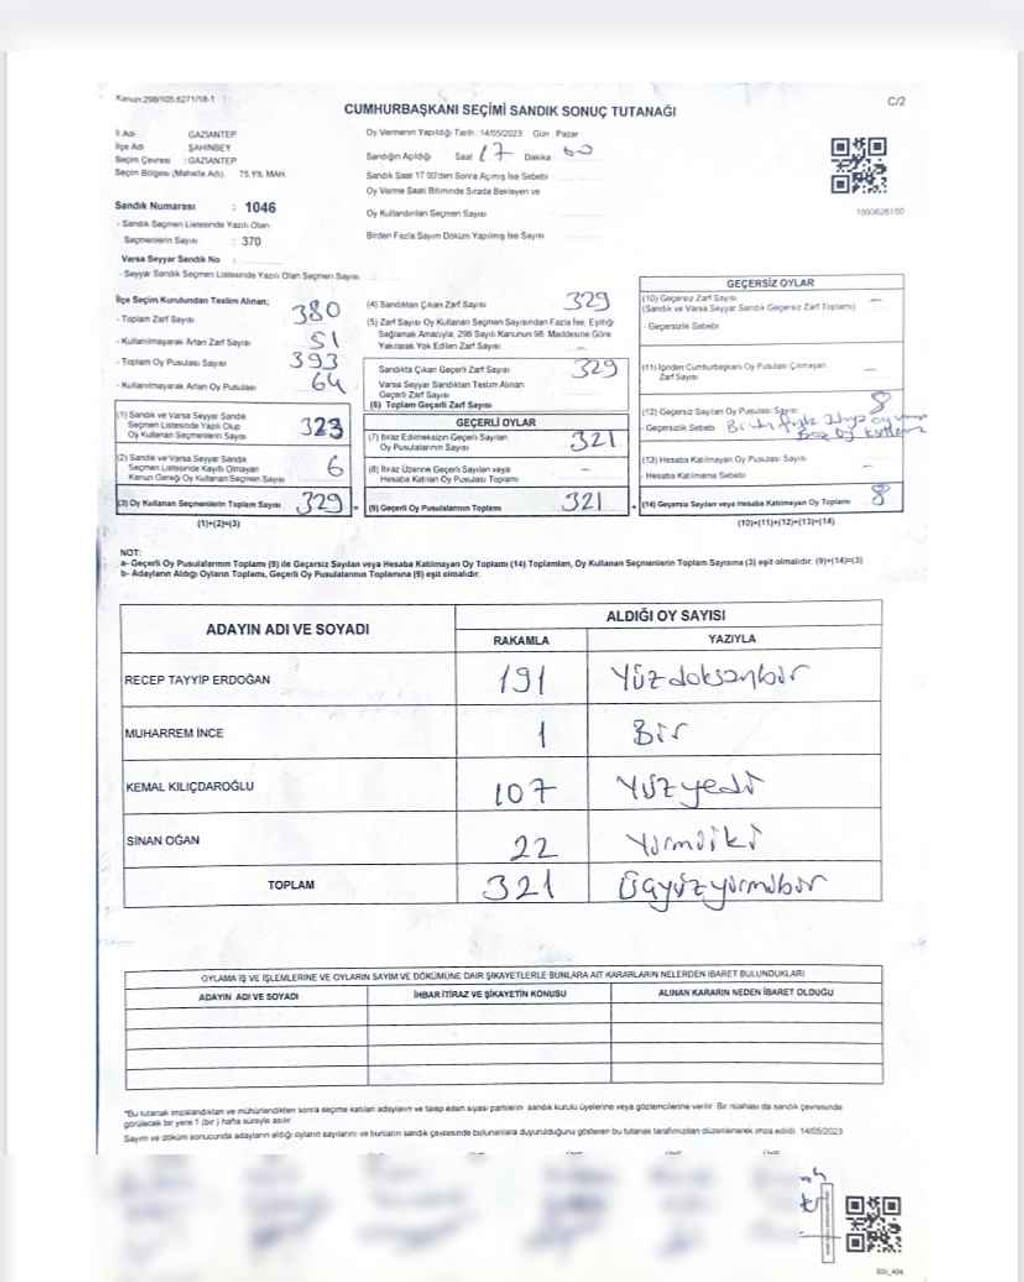 Kanun:298/105,6271/18-1
C/2
CUMHURBAŞKANI SEÇİMİ SANDIK SONUÇ TUTANAĞI
İl Adı : GAZİANTEP
İlçe Adı : ŞAHİNBEY
Seçim Çevresi : GAZİANTEP
Seçim Bölgesi (Mahalle Adı) 75.YIL MAH.
Sandık Numarası : 1046
- Sandık Seçmen Listesinde Yazılı Olan
Seçmenlerin Sayısı : 370
Varsa Seyyar Sandık No :
- Seyyar Sandık Seçmen Listesinde Yazılı Olan Seçmen Sayısı
Oy Vermenin Yapıldığı Tarih : 14/05/2023 Gün : Pazar
Sandığın Açıldığı Saat 17 Dakika 00
Sandık Saat 17.00'den Sonra Açılmış İse Sebebi
Oy Verme Saati Bitiminde Sırada Bekleyen ve
Oy Kullandırılan Seçmen Sayısı
Birden Fazla Sayım Döküm Yapılmış İse Sayısı
İlçe Seçim Kurulundan Teslim Alınan;
- Toplam Zarf Sayısı 380
- Kullanılmayarak Artan Zarf Sayısı 51
- Toplam Oy Pusulası Sayısı 393
- Kullanılmayarak Artan Oy Pusulası 64
(1) Sandık ve Varsa Seyyar Sandık
Seçmen Listesinde Yazılı Olup
Oy Kullanan Seçmenlerin Sayısı 323
(2) Sandık ve Varsa Seyyar Sandık
Seçmen Listesinde Kayıtlı Olmayan
Kanun Gereği Oy Kullanan Seçmen Sayısı 6
(3) Oy Kullanan Seçmenlerin Toplam Sayısı 329
(1)+(2)=(3)
(4) Sandıktan Çıkan Zarf Sayısı 329
(5) Zarf Sayısı Oy Kullanan Seçmen Sayısından Fazla İse, Eşitliği
Sağlamak Amacıyla, 298 Sayılı Kanunun 98. Maddesine Göre
Yakılarak Yok Edilen Zarf Sayısı –
Sandıkta Çıkan Geçerli Zarf Sayısı 329
Varsa Seyyar Sandıktan Teslim Alınan
Geçerli Zarf Sayısı
(6) Toplam Geçerli Zarf Sayısı
GEÇERLİ OYLAR
(7) İtiraz Edilmeksizin Geçerli Sayılan
Oy Pusulalarının Sayısı 321
(8) İtiraz Üzerine Geçerli Sayılan veya
Hesaba Katılan Oy Pusulası Toplamı –
(9) Geçerli Oy Pusulalarının Toplamı 321
GEÇERSİZ OYLAR
(10) Geçersiz Zarf Sayısı –
(Sandık ve Varsa Seyyar Sandık Geçersiz Zarf Toplamı)
- Geçersizlik Sebebi
(11) İçinden Cumhurbaşkanı Oy Pusulası Çıkmayan
Zarf Sayısı –
(12) Geçersiz Sayılan Oy Pusulası Sayısı 8
- Geçersizlik Sebebi
(13) Hesaba Katılmayan Oy Pusulası Sayısı –
- Hesaba Katılmama Sebebi
(14) Geçersiz Sayılan veya Hesaba Katılmayan Oy Toplamı 8
(10)+(11)+(12)+(13)=(14)
NOT:
a- Geçerli Oy Pusulalarının Toplamı (9) ile Geçersiz Sayılan veya Hesaba Katılmayan Oy Toplamı (14) Toplamları, Oy Kullanan Seçmenlerin Toplam Sayısına (3) eşit olmalıdır. (9)+(14)=(3)
b- Adayların Aldığı Oyların Toplamı, Geçerli Oy Pusulalarının Toplamına (9) eşit olmalıdır.
ADAYIN ADI VE SOYADI
ALDIĞI OY SAYISI
RAKAMLA YAZIYLA
RECEP TAYYIP ERDOĞAN 191 Yüzdoksanbir
MUHARREM İNCE 1 Bir
KEMAL KILIÇDAROĞLU 107 Yüzyedi
SİNAN OĞAN 22 Yirmiiki
TOPLAM 321 Üçyüzyirmibir
OYLAMA İŞ VE İŞLEMLERİNE VE OYLARIN SAYIM VE DÖKÜMÜNE DAİR ŞİKAYETLERLE BUNLARA AİT KARARLARIN NELERDEN İBARET BULUNDUKLARI
ADAYIN ADI VE SOYADI İHBAR İTİRAZ VE ŞİKAYETİN KONUSU ALINAN KARARIN NEDEN İBARET OLDUĞU
*Bu tutanak imzalandıktan ve mühürlendikten sonra seçime katılan adayların ve talep eden siyasi partilerin sandık kurulu üyelerine veya gözlemcilerine verilir. Bir nüshası da sandık çevresinde
görülecek bir yere 1 (bir) hafta süreyle asılır.
Sayım ve döküm sonucunda adayların aldığı oyların sayılarını ve bunların sandık çevresinde bulunanlara duyurulduğunu gösteren bu tutanak tarafımızdan düzenlenerek imza edildi. 14/05/2023